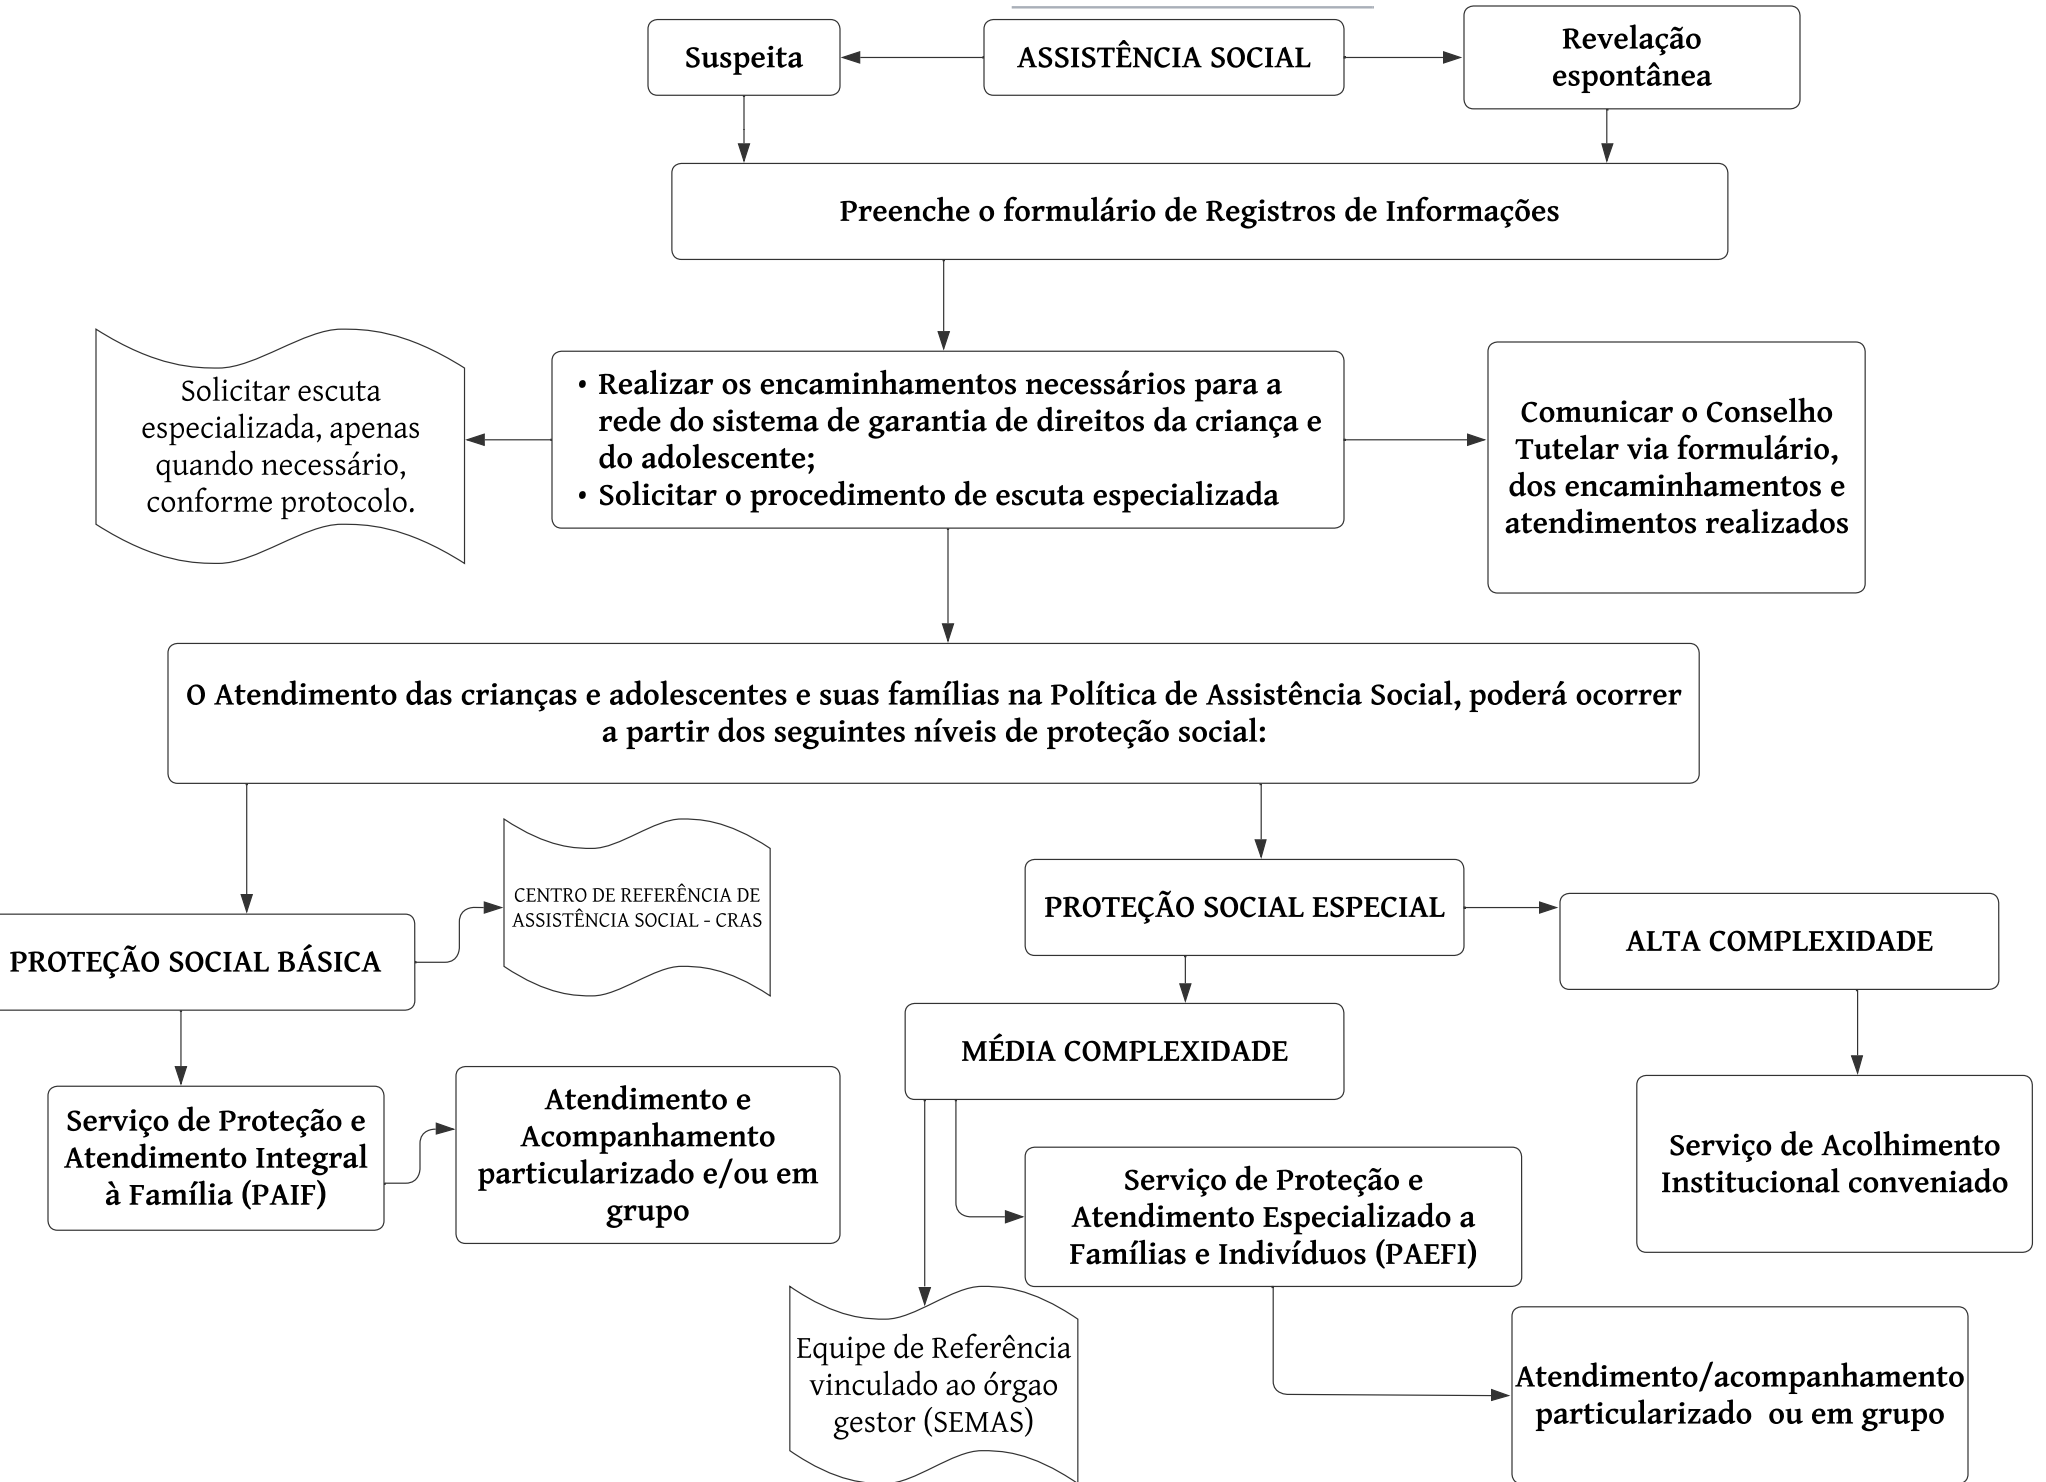 Suspeita
ASSISTÊNCIA SOCIAL
Revelação
espontânea
Preenche o formulário de Registros de Informações
Solicitar escuta
especializada, apenas
quando necessário,
conforme protocolo.
• Realizar os encaminhamentos necessários para a
rede do sistema de garantia de direitos da criança e
do adolescente;
• Solicitar o procedimento de escuta especializada
Comunicar o Conselho
Tutelar via formulário,
dos encaminhamentos e
atendimentos realizados
O Atendimento das crianças e adolescentes e suas famílias na Política de Assistência Social, poderá ocorrer
a partir dos seguintes níveis de proteção social:
PROTEÇÃO SOCIAL BÁSICA
CENTRO DE REFERÊNCIA DE
ASSISTÊNCIA SOCIAL - CRAS
PROTEÇÃO SOCIAL ESPECIAL
ALTA COMPLEXIDADE
MÉDIA COMPLEXIDADE
Serviço de Proteção e
Atendimento Integral
à Família (PAIF)
Atendimento e
Acompanhamento
particularizado e/ou em
grupo
Serviço de Proteção e
Atendimento Especializado a
Famílias e Indivíduos (PAEFI)
Serviço de Acolhimento
Institucional conveniado
Equipe de Referência
vinculado ao órgao
gestor (SEMAS)
Atendimento/acompanhamento
particularizado  ou em grupo